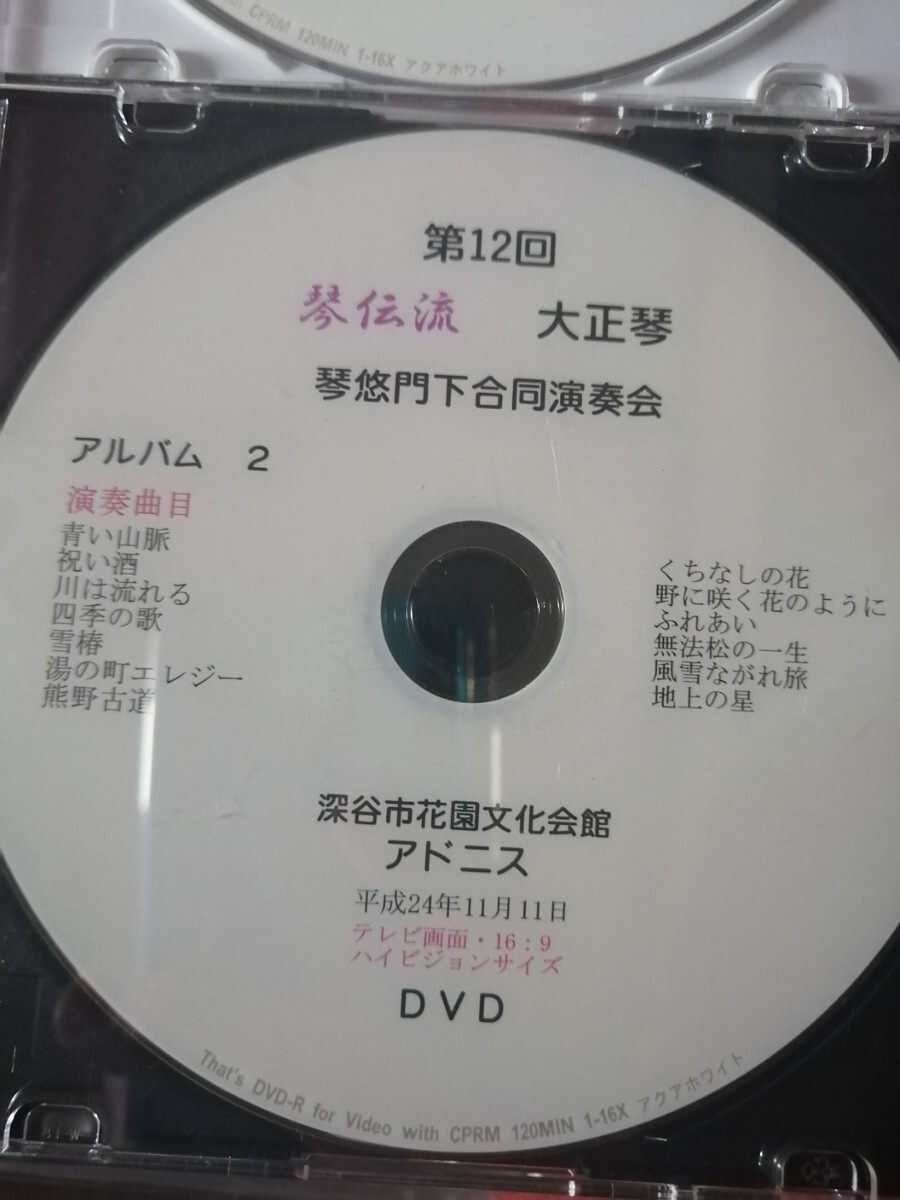 with CPRM 120MIN 1-16X アクアホワイト
第12回
琴伝流 大正琴
琴悠門下合同演奏会
アルバム 2
演奏曲目
青い山脈
祝い酒
川は流れる
四季の歌
雪椿
湯の町エレジー
熊野古道
くちなしの花
野に咲く花のように
ふれあい
無法松の一生
風雪ながれ旅
地上の星
深谷市花園文化会館
アドニス
平成24年11月11日
テレビ画面・16：9
ハイビジョンサイズ
DVD
That's DVD-R for Video with CPRM 120MIN 1-16X アクアホワイト